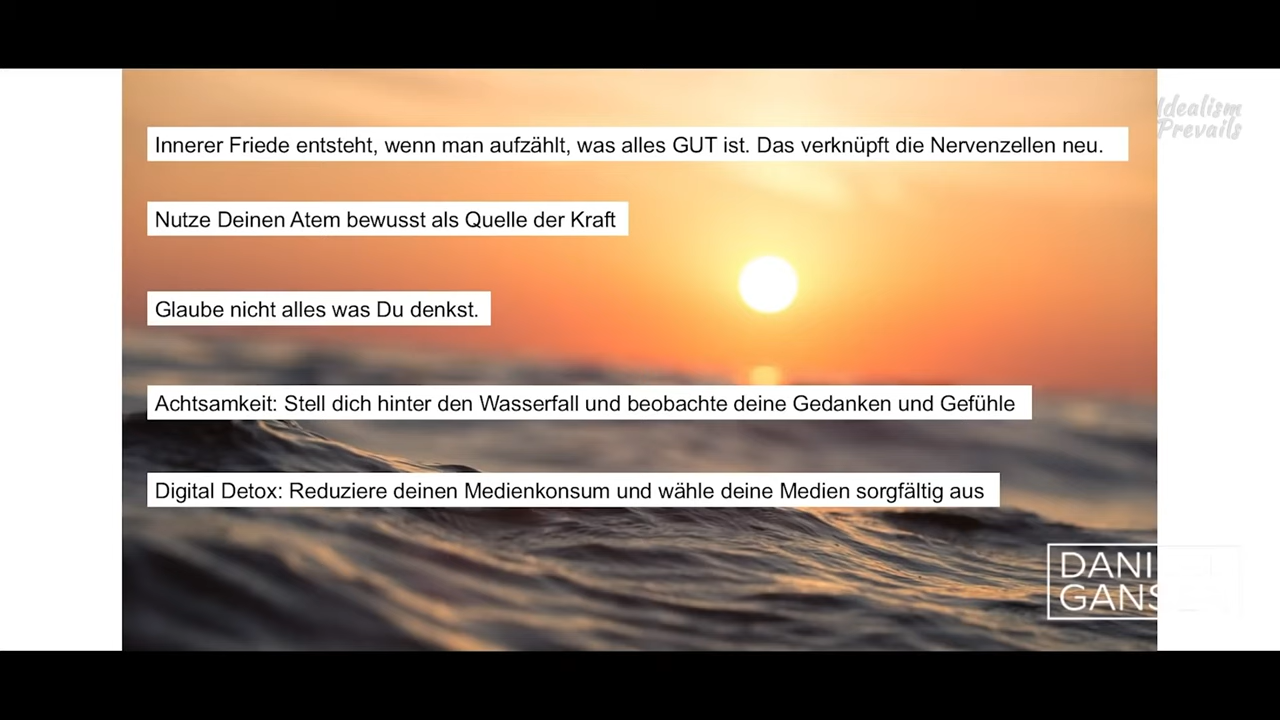 Idealism
Prevails
Innerer Friede entsteht, wenn man aufzählt, was alles GUT ist. Das verknüpft die Nervenzellen neu.
Nutze Deinen Atem bewusst als Quelle der Kraft
Glaube nicht alles was Du denkst.
Achtsamkeit: Stell dich hinter den Wasserfall und beobachte deine Gedanken und Gefühle
Digital Detox: Reduziere deinen Medienkonsum und wähle deine Medien sorgfältig aus